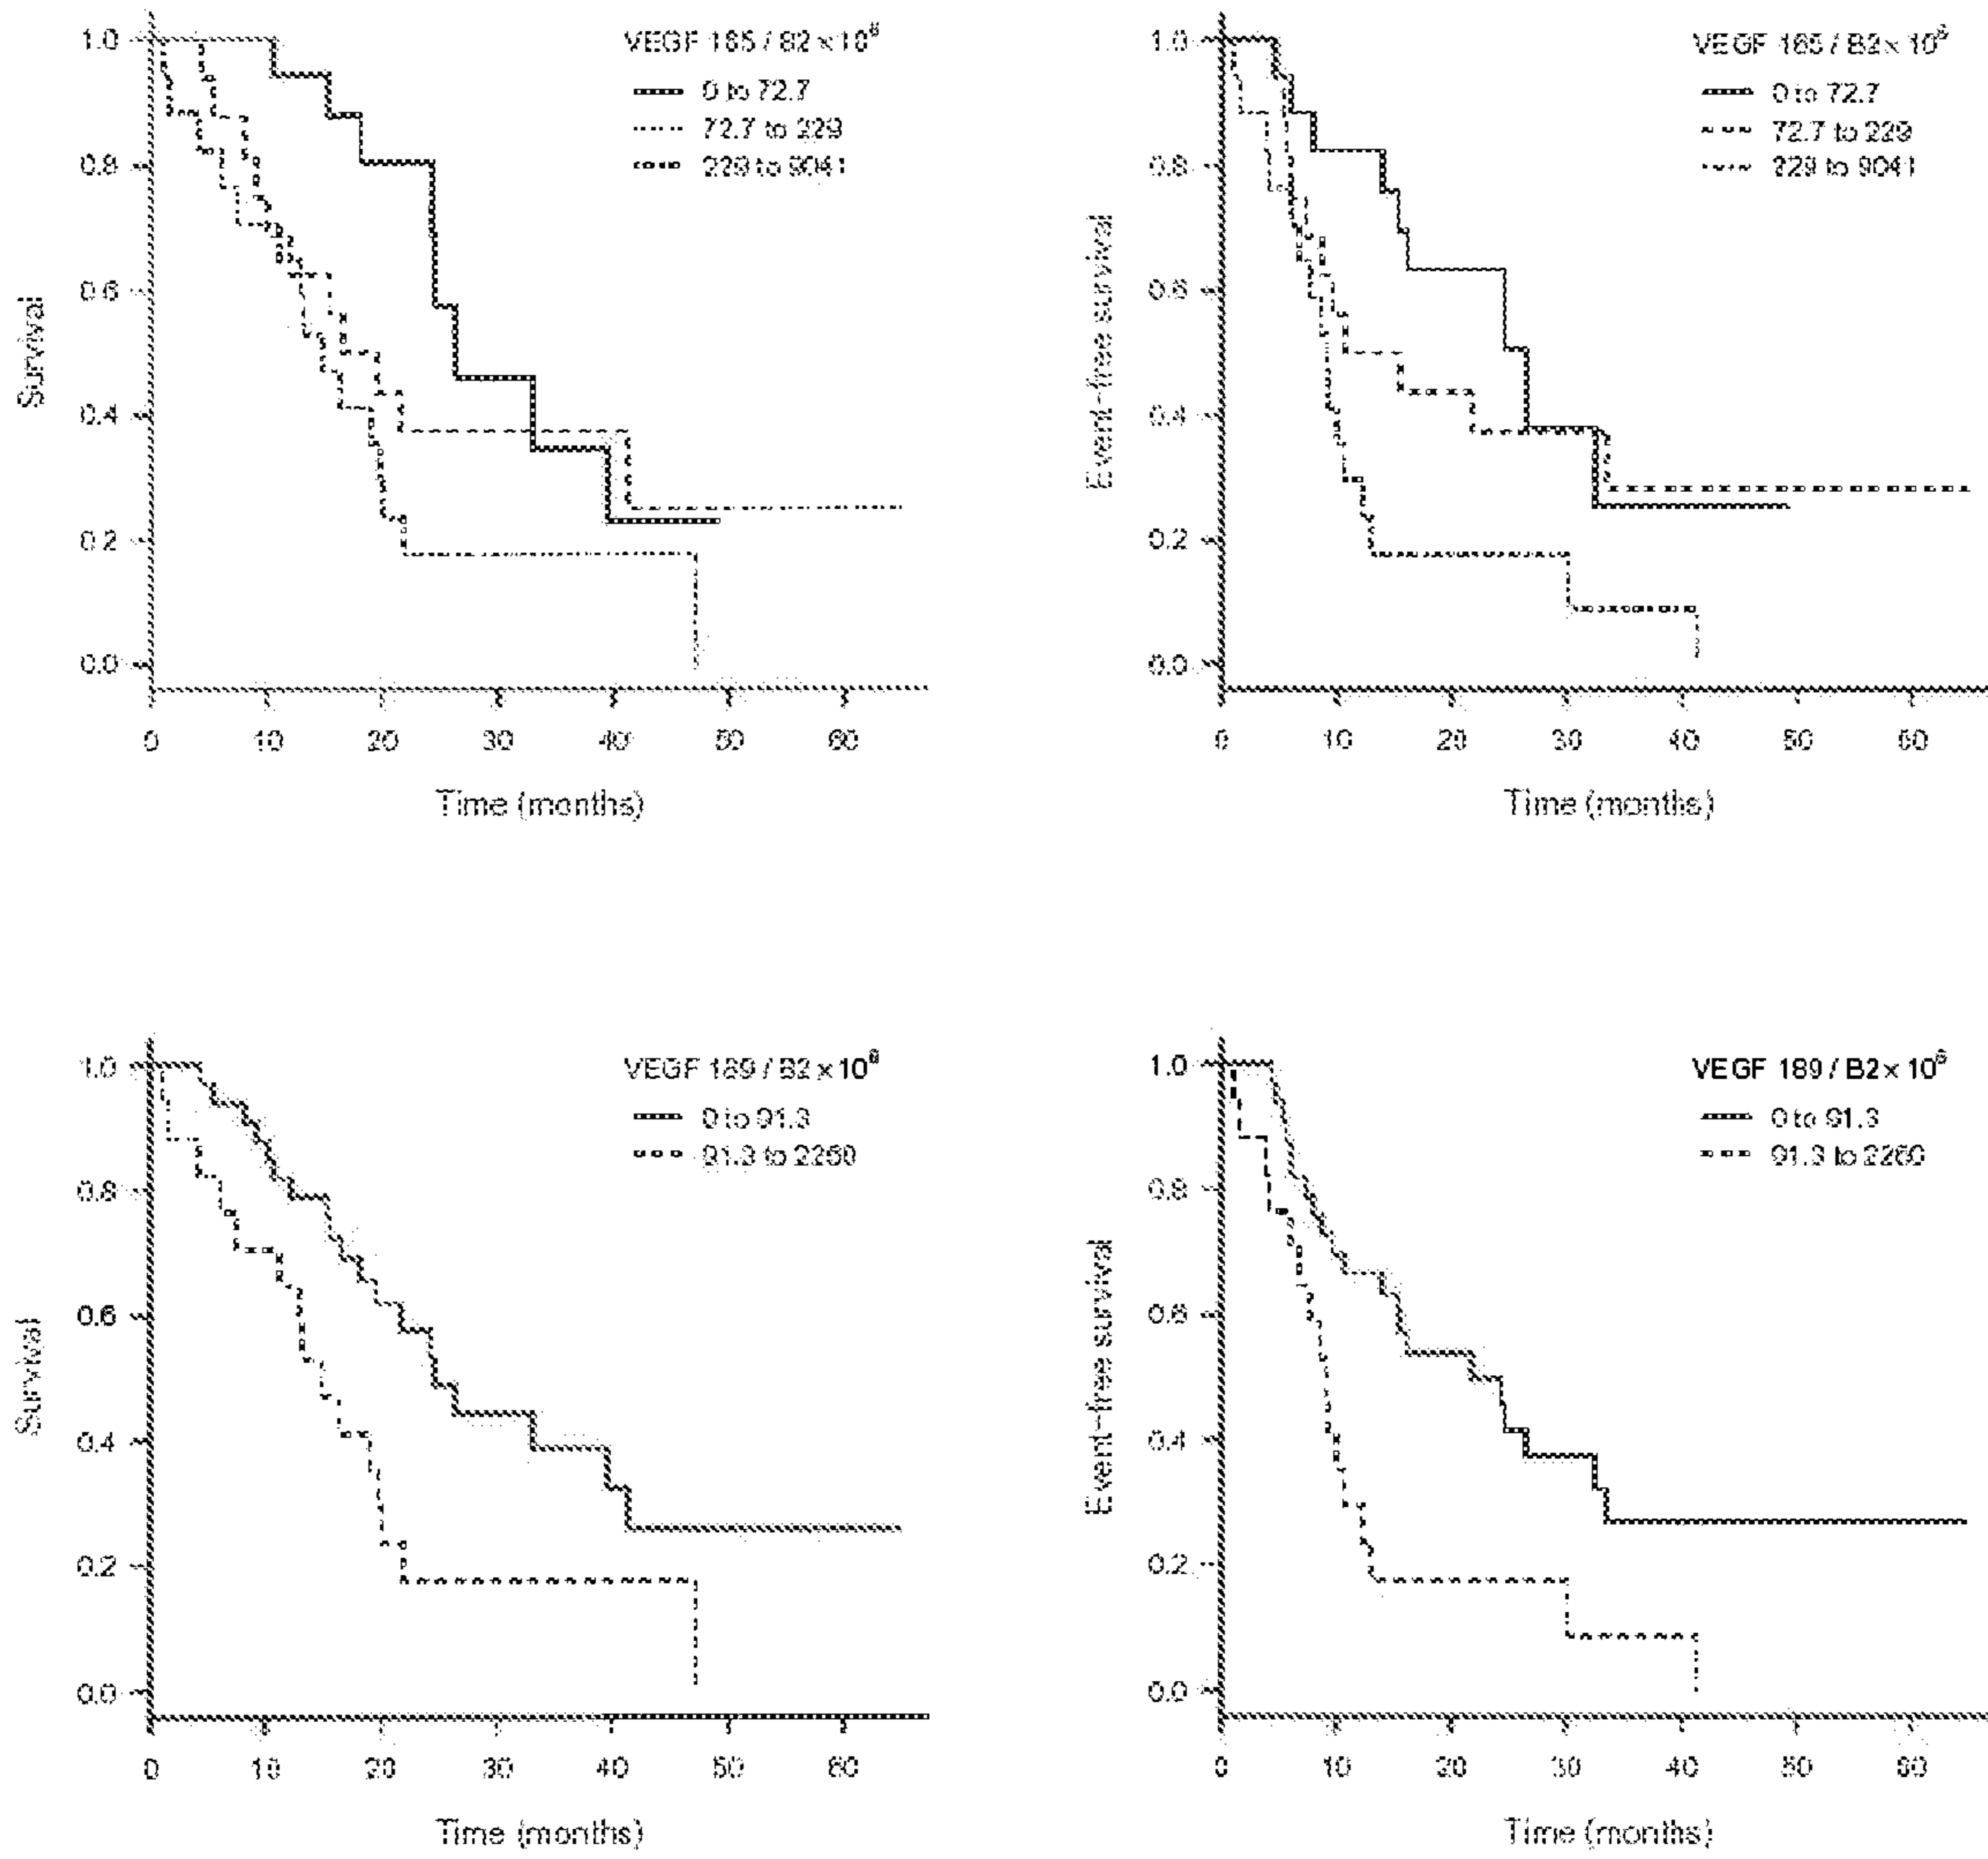 VEGF 165 / B2 × 10⁶
0 to 72.7
72.7 to 229
229 to 9041
1.0
0.8
0.6
0.4
0.2
0.0
Survival
0 10 20 30 40 50 60
Time (months)
VEGF 165 / B2 × 10⁶
0 to 72.7
72.7 to 229
229 to 9041
1.0
0.8
0.6
0.4
0.2
0.0
Event-free survival
0 10 20 30 40 50 60
Time (months)
VEGF 189 / B2 × 10⁶
0 to 91.3
91.3 to 2260
1.0
0.8
0.6
0.4
0.2
0.0
Survival
0 10 20 30 40 50 60
Time (months)
VEGF 189 / B2 × 10⁶
0 to 91.3
91.3 to 2260
1.0
0.8
0.6
0.4
0.2
0.0
Event-free survival
0 10 20 30 40 50 60
Time (months)